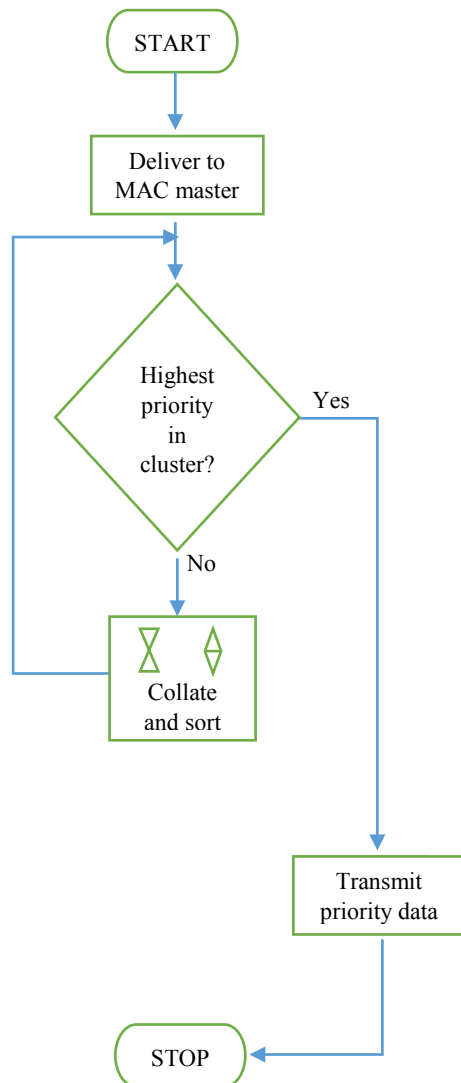 START
Deliver to
MAC master
Highest
priority
in
cluster?
Yes
No
Collate
and sort
Transmit
priority data
STOP